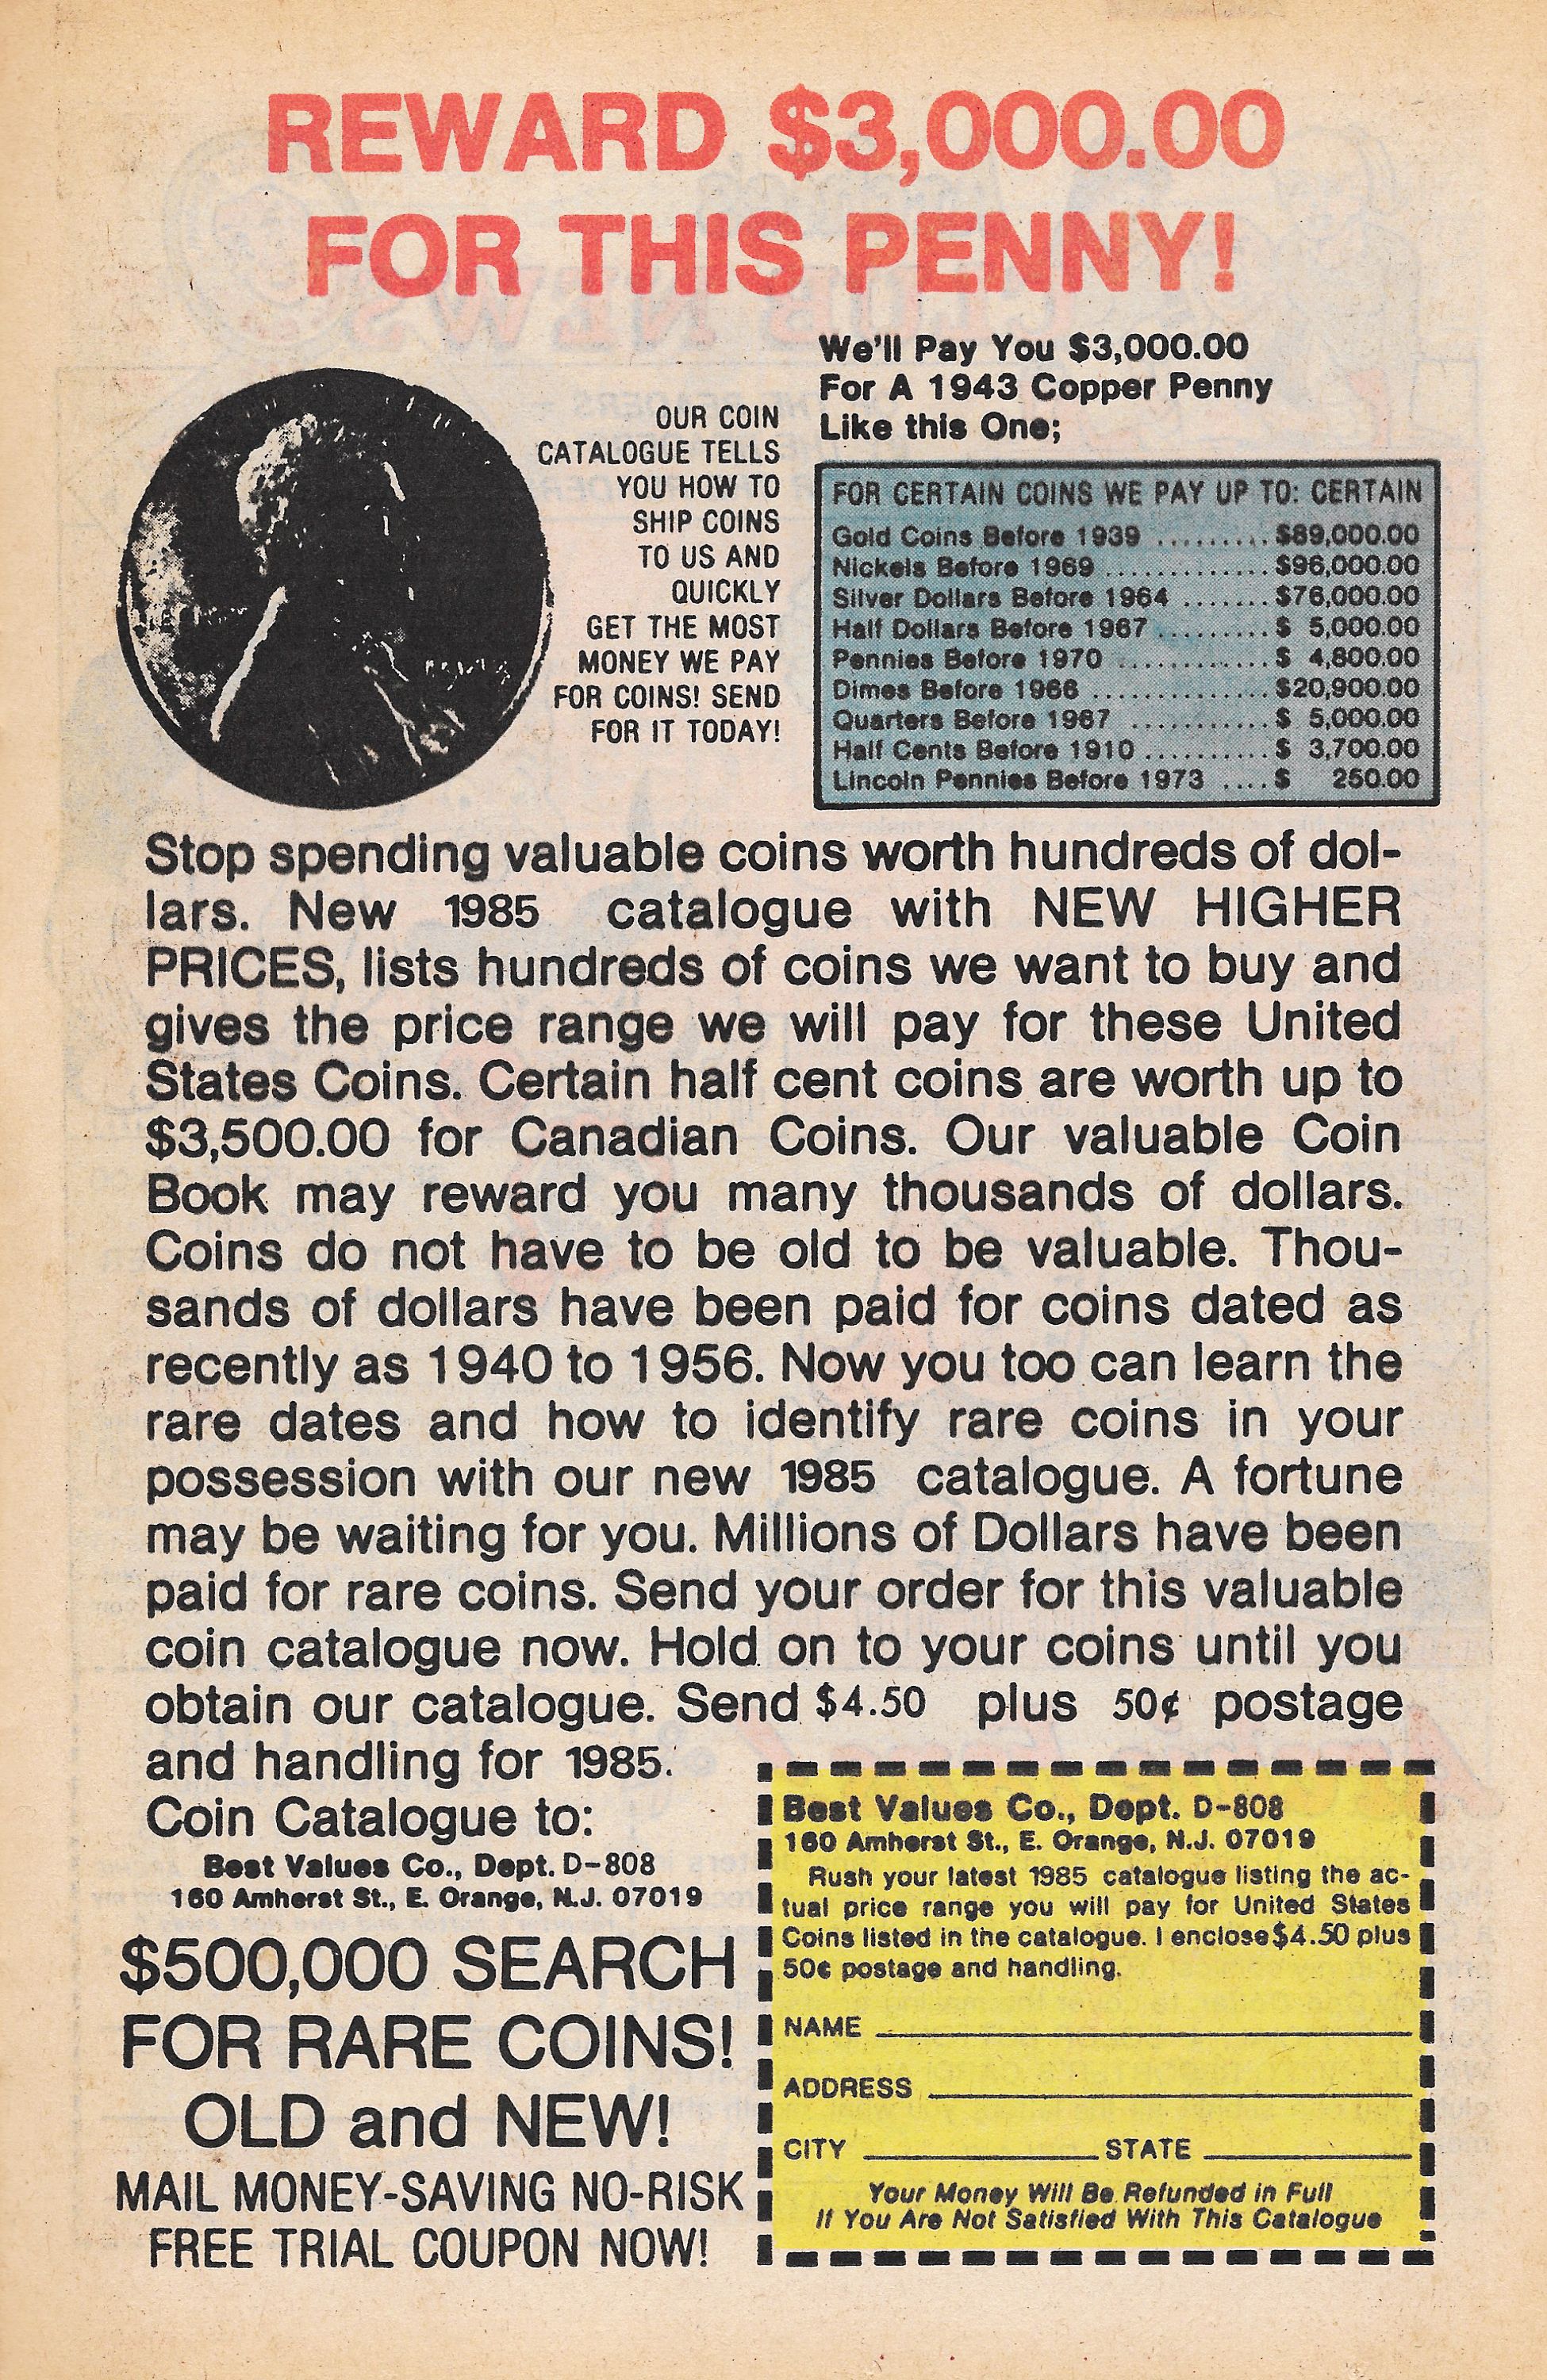 REWARD $3,000.00
FOR THIS PENNY!
OUR COIN
CATALOGUE TELLS
YOU HOW TO
SHIP COINS
TO US AND
QUICKLY
GET THE MOST
MONEY WE PAY
FOR COINS! SEND
FOR IT TODAY!
We'll Pay You $3,000.00
For A 1943 Copper Penny
Like this One;
FOR CERTAIN COINS WE PAY UP TO: CERTAIN
Gold Coins Before 1939 ......... $89,000.00
Nickels Before 1969 ............. $96,000.00
Silver Dollars Before 1964 ....... $76,000.00
Half Dollars Before 1967 ......... $ 5,000.00
Pennies Before 1970 ............ $ 4,800.00
Dimes Before 1966 .............. $20,900.00
Quarters Before 1967 ........... $ 5,000.00
Half Cents Before 1910 .......... $ 3,700.00
Lincoln Pennies Before 1973 .... $ 250.00
Stop spending valuable coins worth hundreds of dol-
lars. New 1985 catalogue with NEW HIGHER
PRICES, lists hundreds of coins we want to buy and
gives the price range we will pay for these United
States Coins. Certain half cent coins are worth up to
$3,500.00 for Canadian Coins. Our valuable Coin
Book may reward you many thousands of dollars.
Coins do not have to be old to be valuable. Thou-
sands of dollars have been paid for coins dated as
recently as 1940 to 1956. Now you too can learn the
rare dates and how to identify rare coins in your
possession with our new 1985 catalogue. A fortune
may be waiting for you. Millions of Dollars have been
paid for rare coins. Send your order for this valuable
coin catalogue now. Hold on to your coins until you
obtain our catalogue. Send $4.50 plus 50¢ postage
and handling for 1985.
Coin Catalogue to:
Best Values Co., Dept. D-808
160 Amherst St., E. Orange, N.J. 07019
$500,000 SEARCH
FOR RARE COINS!
OLD and NEW!
MAIL MONEY-SAVING NO-RISK
FREE TRIAL COUPON NOW!
Best Values Co., Dept. D-808
160 Amherst St., E. Orange, N.J. 07019
Rush your latest 1985 catalogue listing the ac-
tual price range you will pay for United States
Coins listed in the catalogue. I enclose $4.50 plus
50¢ postage and handling.
NAME
ADDRESS
CITY STATE
Your Money Will Be Refunded in Full
If You Are Not Satisfied With This Catalogue